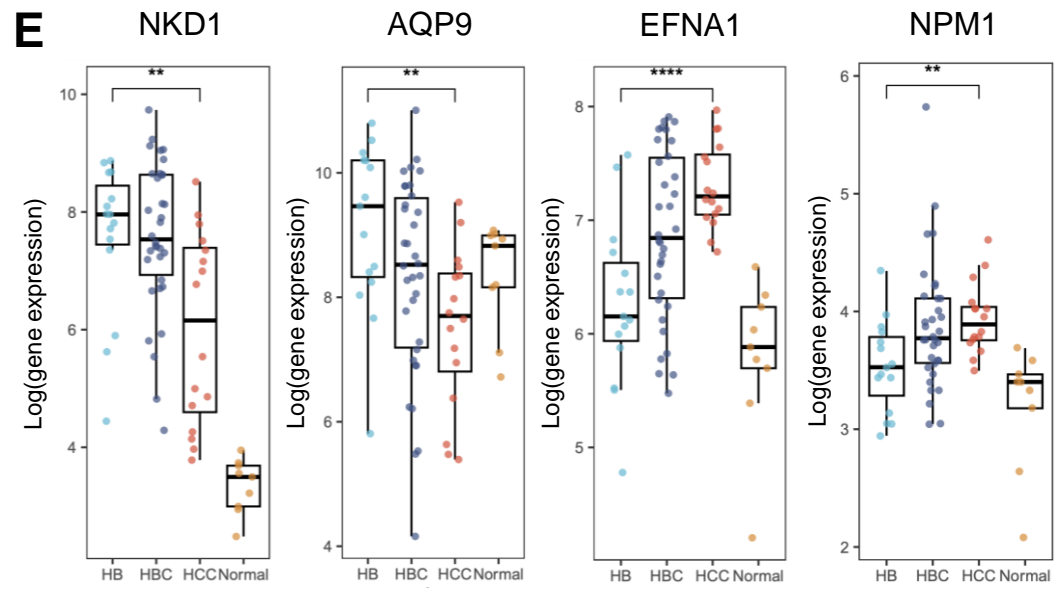 E
NKD1
AQP9
EFNA1
NPM1
Log(gene expression)
**
10
8
6
4
HB HBC HCC Normal
Log(gene expression)
**
10
8
6
4
HB HBC HCC Normal
Log(gene expression)
****
8
7
6
5
HB HBC HCC Normal
Log(gene expression)
**
6
5
4
3
2
HB HBC HCC Normal